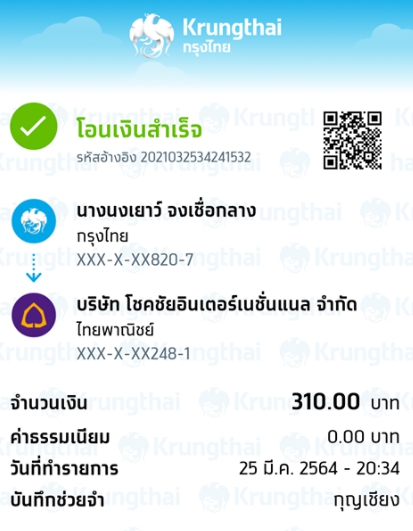 Krungthai
กรุงไทย
โอนเงินสำเร็จ
รหัสอ้างอิง 2021032534241532
นางนงเยาว์ จงเชื่อกลาง
กรุงไทย
XXX-X-XX820-7
บริษัท โชคชัยอินเตอร์เนชั่นแนล จำกัด
ไทยพาณิชย์
XXX-X-XX248-1
จำนวนเงิน 310.00 บาท
ค่าธรรมเนียม 0.00 บาท
วันที่ทำรายการ 25 มี.ค. 2564 - 20:34
บันทึกช่วยจำ กุญเชียง